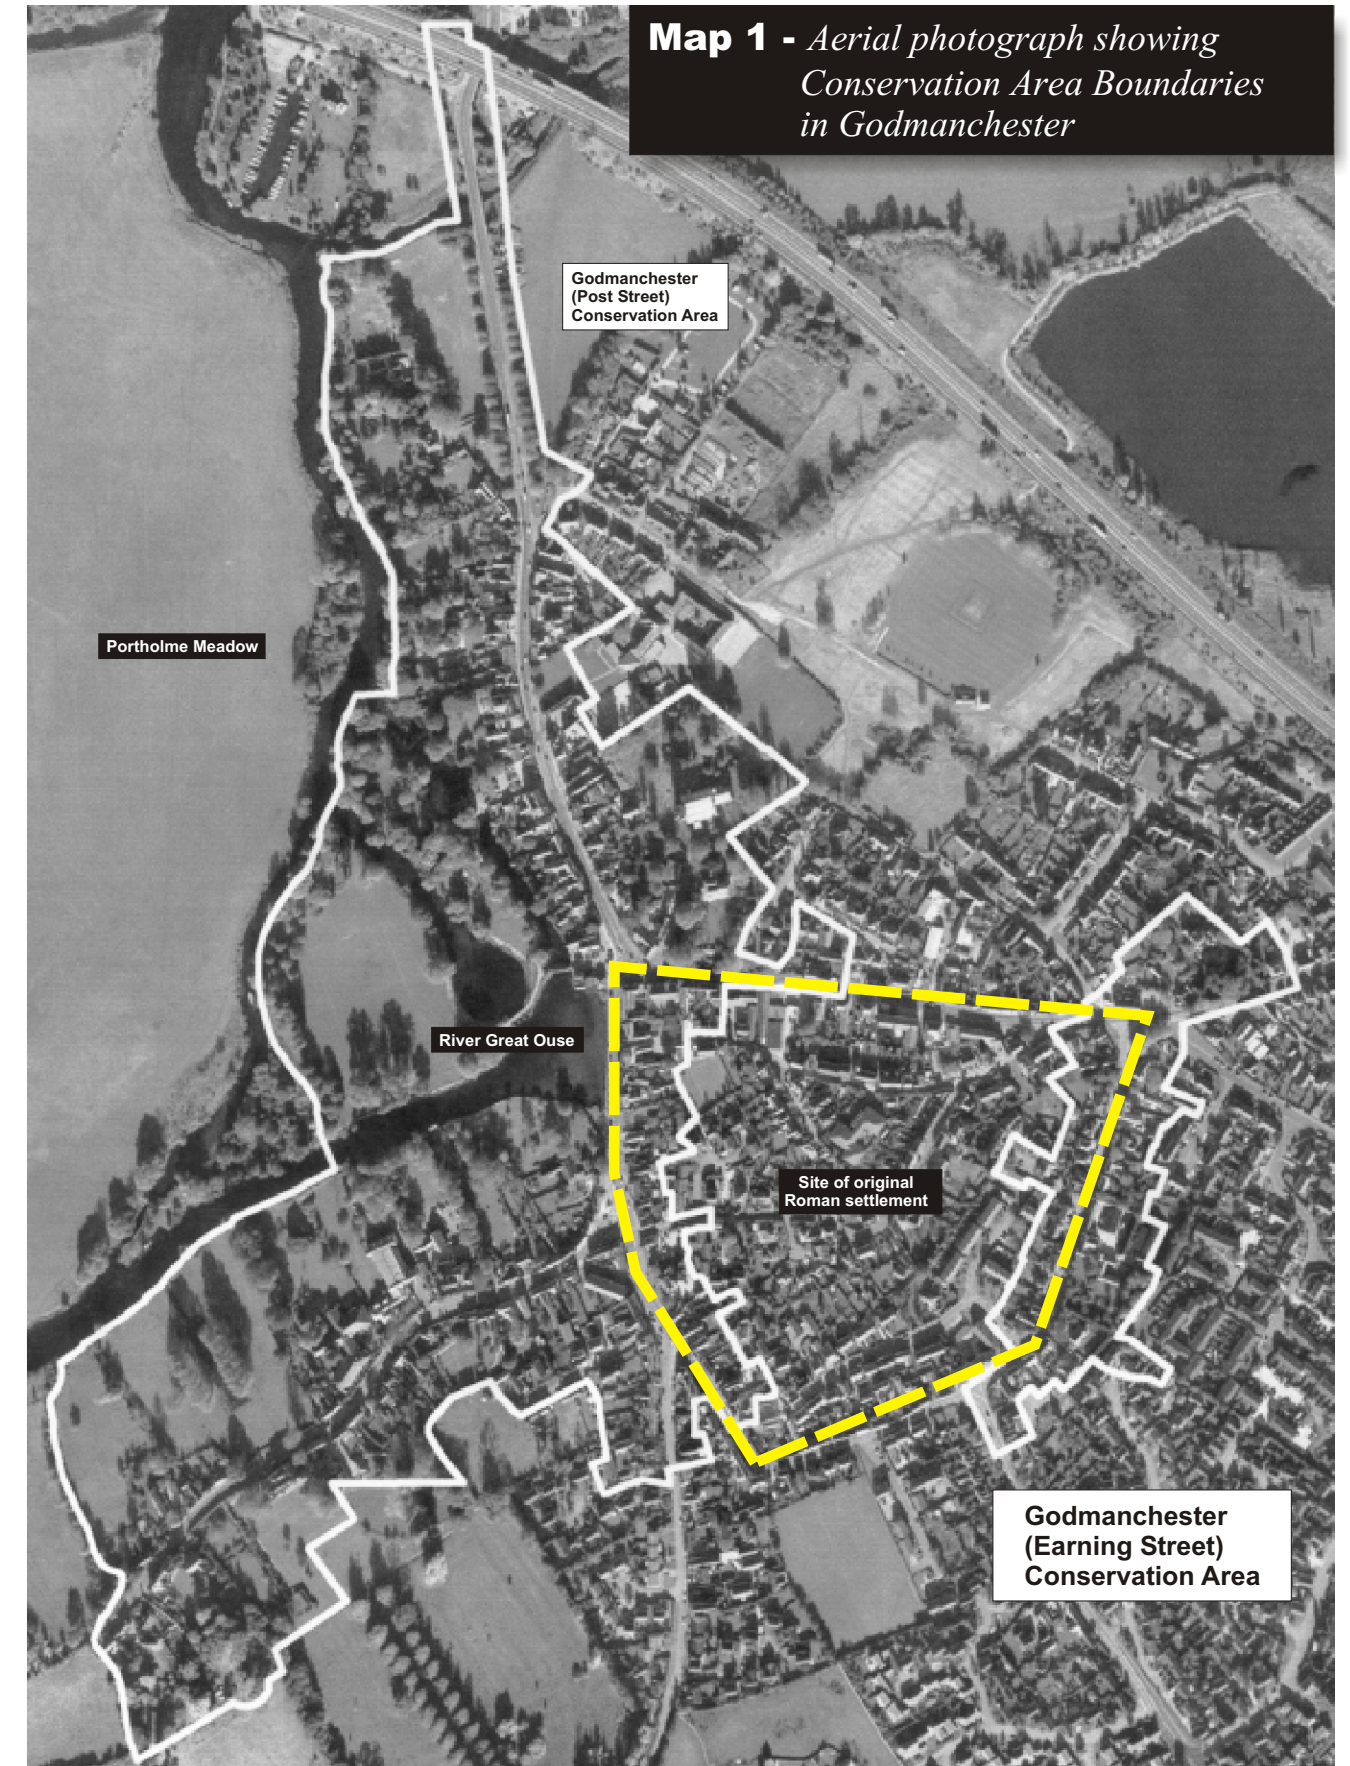 Map 1 - Aerial photograph showing
Conservation Area Boundaries
in Godmanchester
Godmanchester
(Post Street)
Conservation Area
Portholme Meadow
River Great Ouse
Site of original
Roman settlement
Godmanchester
(Earning Street)
Conservation Area